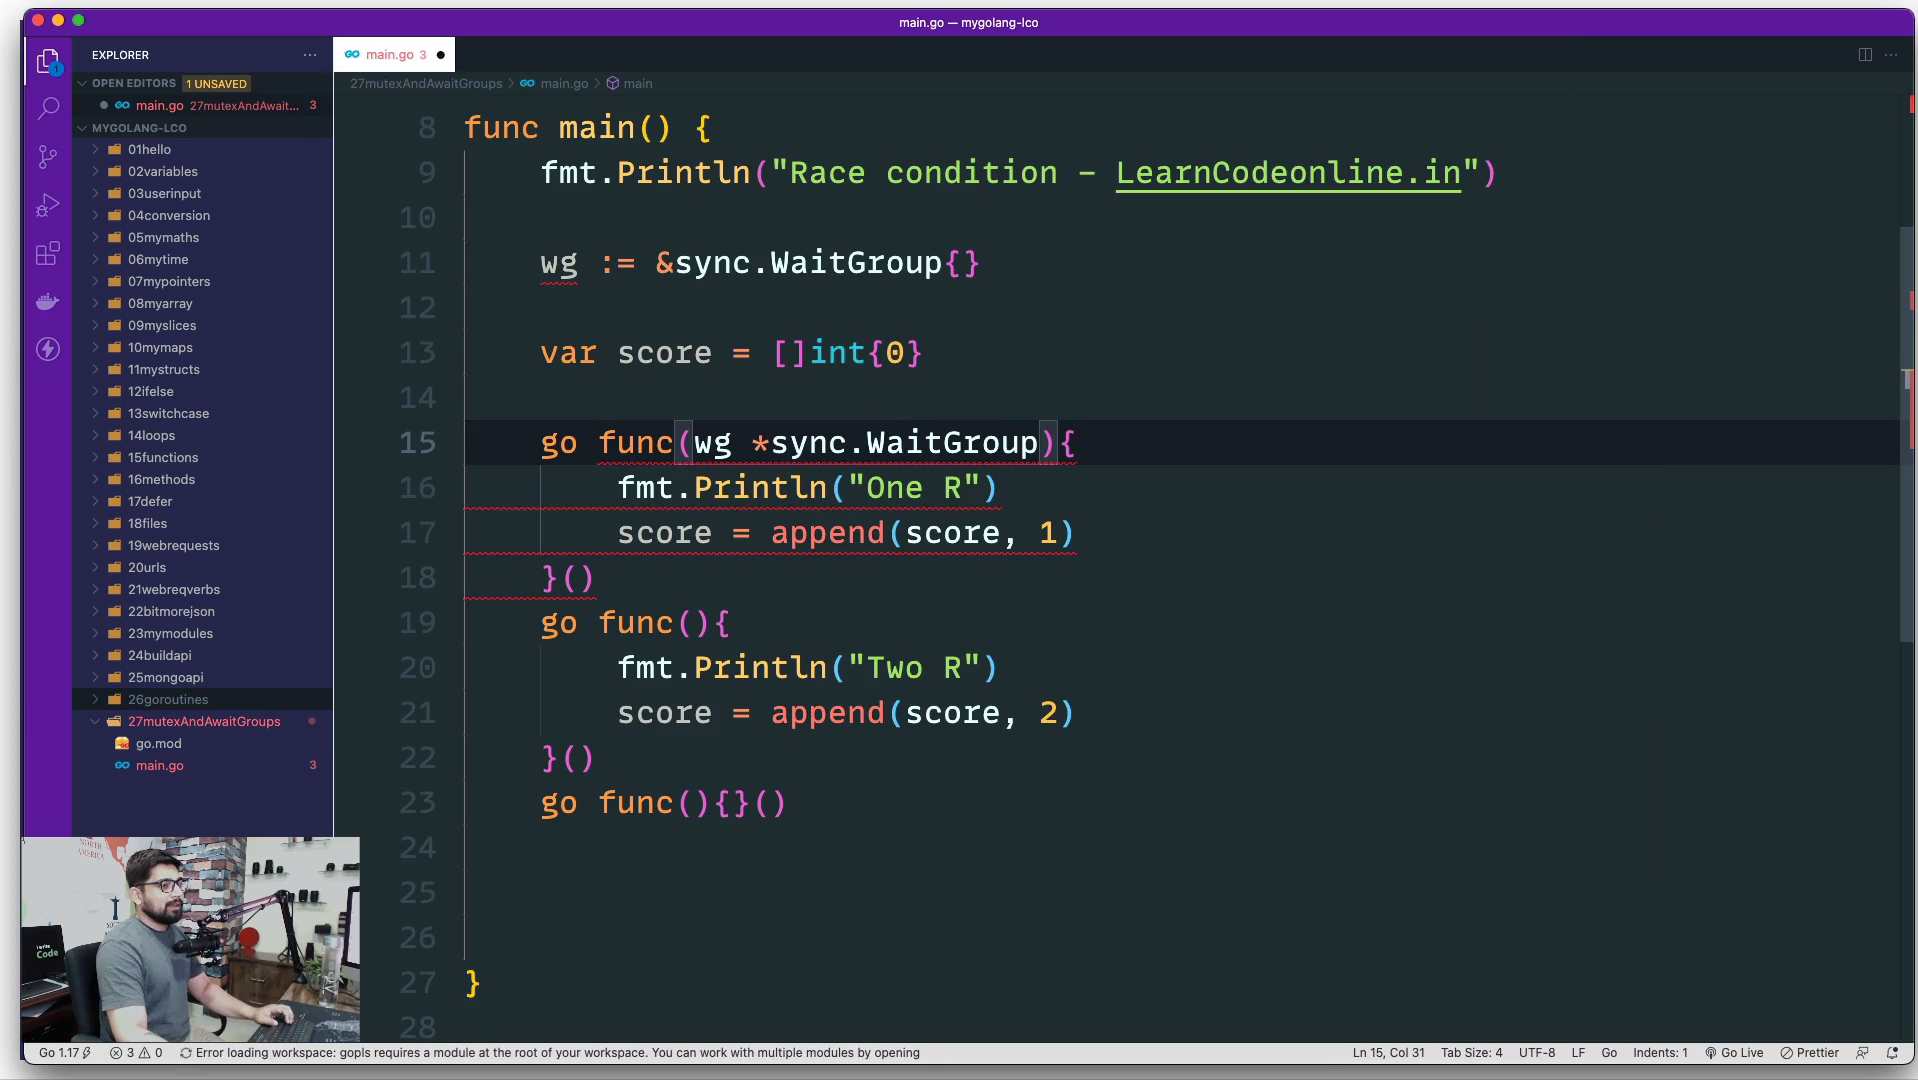 main.go — mygolang-lco
EXPLORER
main.go 3
OPEN EDITORS 1 UNSAVED
main.go 27mutexAndAwait... 3
MYGOLANG-LCO
01hello
02variables
03userinput
04conversion
05mymaths
06mytime
07mypointers
08myarray
09myslices
10mymaps
11mystructs
12ifelse
13switchcase
14loops
15functions
16methods
17defer
18files
19webrequests
20urls
21webreqverbs
22bitmorejson
23mymodules
24buildapi
25mongoapi
26goroutines
27mutexAndAwaitGroups
go.mod
main.go 3
27mutexAndAwaitGroups > main.go > main
8 func main() {
9 fmt.Println("Race condition - LearnCodeonline.in")
10
11 wg := &sync.WaitGroup{}
12
13 var score = []int{0}
14
15 go func(wg *sync.WaitGroup){
16 fmt.Println("One R")
17 score = append(score, 1)
18 }()
19 go func(){
20 fmt.Println("Two R")
21 score = append(score, 2)
22 }()
23 go func(){}()
24
25
26
27 }
28
NORTH
AMERICA
Code
Go 1.17 3 0 Error loading workspace: gopls requires a module at the root of your workspace. You can work with multiple modules by opening
Ln 15, Col 31 Tab Size: 4 UTF-8 LF Go Indents: 1 Go Live Prettier